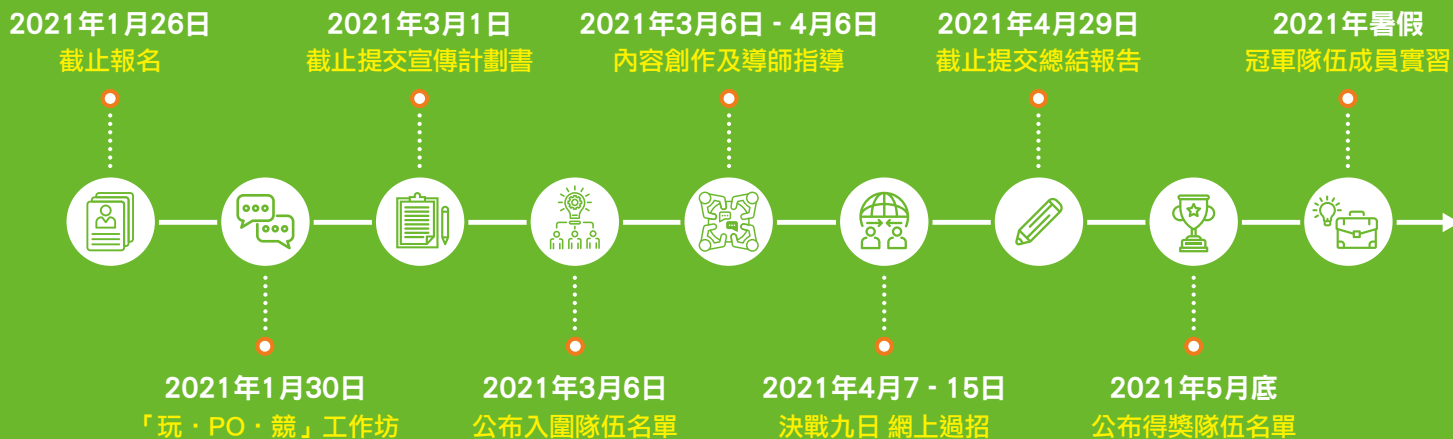 2021年1月26日
截止報名
2021年3月1日
截止提交宣傳計劃書
2021年3月6日 - 4月6日
內容創作及導師指導
2021年4月29日
截止提交總結報告
2021年暑假
冠軍隊伍成員實習
2021年1月30日
「玩·PO·競」工作坊
2021年3月6日
公布入圍隊伍名單
2021年4月7 - 15日
決戰九日 網上過招
2021年5月底
公布得獎隊伍名單